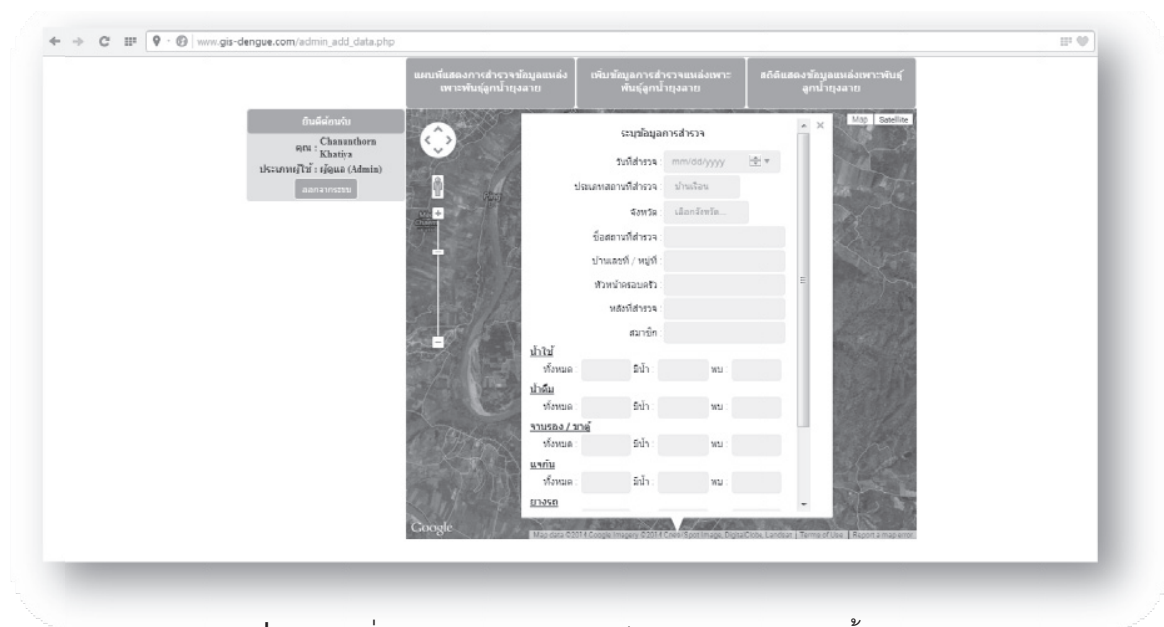 www.gis-dengue.com/admin_add_data.php
แผนที่แสดงการสำรวจข้อมูลแหล่ง
เพาะพันธุ์ลูกน้ำยุงลาย
เพิ่มข้อมูลการสำรวจแหล่งเพาะ
พันธุ์ลูกน้ำยุงลาย
สถิติแสดงข้อมูลแหล่งเพาะพันธุ์
ลูกน้ำยุงลาย
ยินดีต้อนรับ
คุณ : Chananthorn
Khatiya
ประเภทผู้ใช้ : ผู้ดูแล (Admin)
ออกจากระบบ
Map Satellite
ระบุข้อมูลการสำรวจ
วันที่สำรวจ : mm/dd/yyyy
ประเภทสถานที่สำรวจ : บ้านเรือน
จังหวัด : เลือกจังหวัด...
ชื่อสถานที่สำรวจ :
บ้านเลขที่ / หมู่ที่ :
หัวหน้าครอบครัว :
หลังที่สำรวจ :
สมาชิก :
น้ำใช้
ทั้งหมด : มีน้ำ : พบ :
น้ำดื่ม
ทั้งหมด : มีน้ำ : พบ :
จานรอง / ขาตู้
ทั้งหมด : มีน้ำ : พบ :
แจกัน
ทั้งหมด : มีน้ำ : พบ :
ยางรถ
Google
Map data ©2014 Google Imagery ©2014 Cnes/Spot Image, DigitalGlobe, Landsat Terms of Use Report a map error